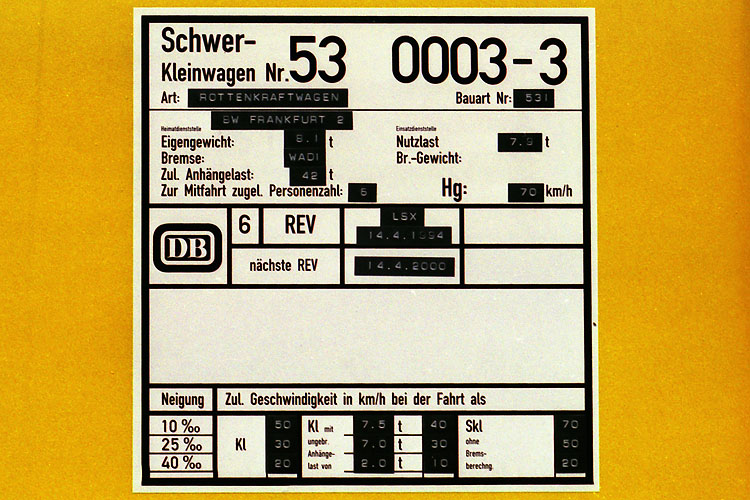 Schwer-
Kleinwagen Nr. 53 0003-3
Art: ROTTENKRAFTWAGEN Bauart Nr: 531
BW FRANKFURT 2
Heimatdienststelle Einsatzdienststelle
Eigengewicht: 8.1 t Nutzlast 7.9 t
Bremse: WADI Br.-Gewicht:
Zul. Anhängelast: 42 t
Zur Mitfahrt zugel. Personenzahl: 6 Hg: 70 km/h
DB 6 REV LSX
14.4.1994
nächste REV 14.4.2000
Neigung Zul. Geschwindigkeit in km/h bei der Fahrt als
10 ‰ 50 Kl mit 7.5 t 40 Skl 70
25 ‰ Kl 30 ungebr. 7.0 t 30 ohne 50
Anhänge- Brems-
40 ‰ 20 last von 2.0 t 10 berechng. 20